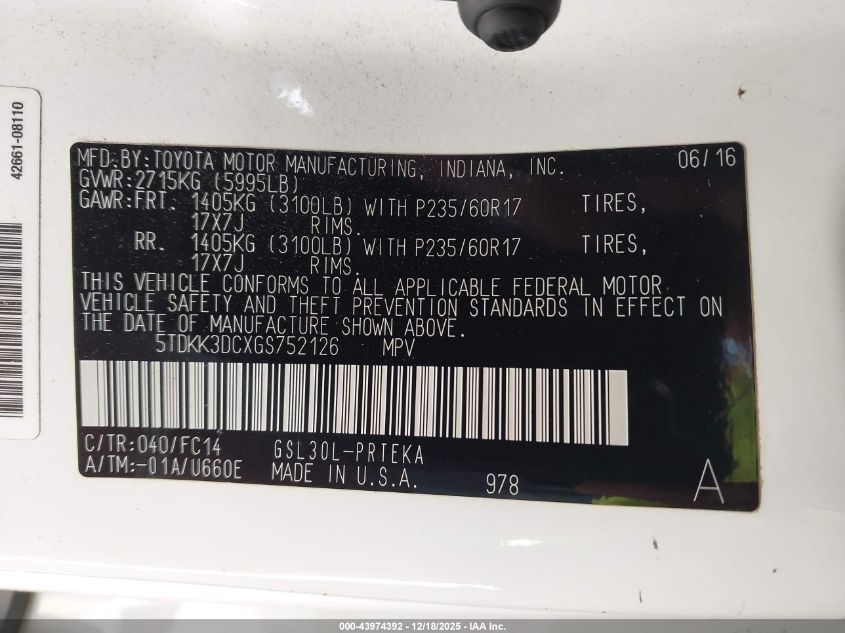 42661-08110
MFD.BY:TOYOTA MOTOR MANUFACTURING, INDIANA, INC. 06/16
GVWR:2715KG (5995LB)
GAWR:FRT. 1405KG (3100LB) WITH P235/60R17 TIRES,
17X7J RIMS.
RR. 1405KG (3100LB) WITH P235/60R17 TIRES,
17X7J RIMS.
THIS VEHICLE CONFORMS TO ALL APPLICABLE FEDERAL MOTOR
VEHICLE SAFETY AND THEFT PREVENTION STANDARDS IN EFFECT ON
THE DATE OF MANUFACTURE SHOWN ABOVE.
5TDKK3DCXGS752126 MPV
C/TR:040/FC14 GSL30L-PRTEKA
A/TM:-01A/U660E MADE IN U.S.A. 978 A
000-43974392 - 12/18/2025 - IAA Inc.